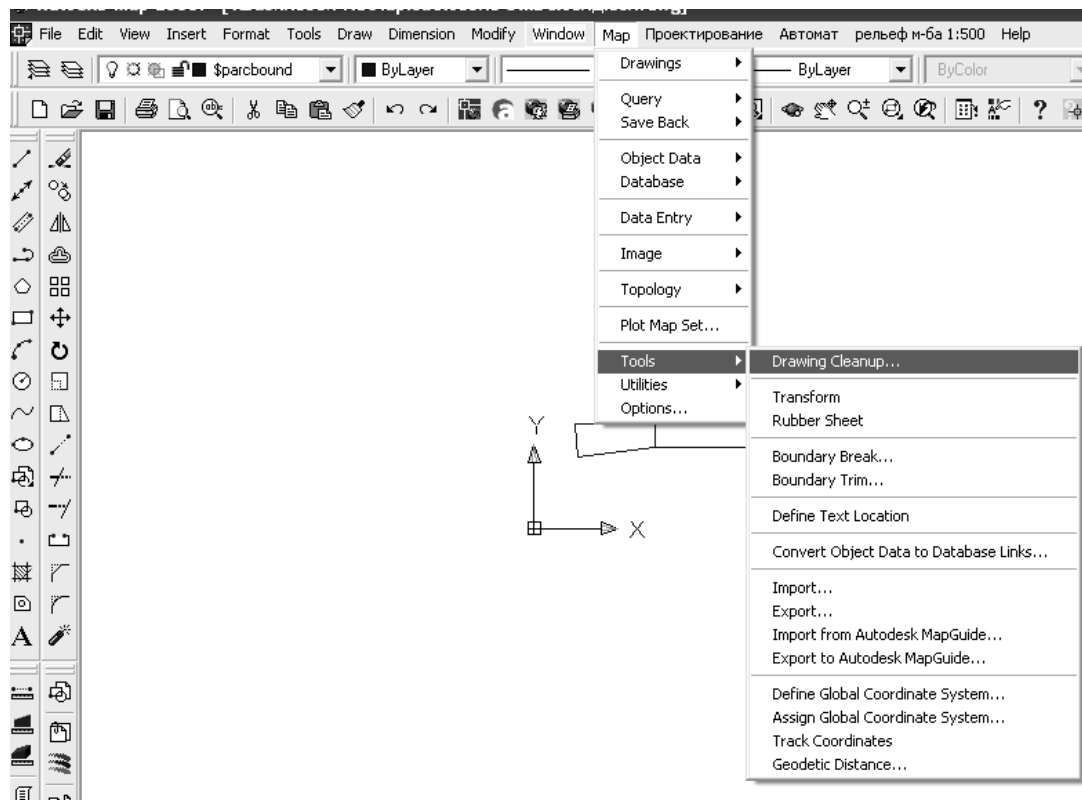 File Edit View Insert Format Tools Draw Dimension Modify Window Map Проектирование Автомат рельеф м-ба 1:500 Help
$parcbound ByLayer ByLayer ByColor
Drawings
Query
Save Back
Object Data
Database
Data Entry
Image
Topology
Plot Map Set...
Tools
Utilities
Options...
Drawing Cleanup...
Transform
Rubber Sheet
Boundary Break...
Boundary Trim...
Define Text Location
Convert Object Data to Database Links...
Import...
Export...
Import from Autodesk MapGuide...
Export to Autodesk MapGuide...
Define Global Coordinate System...
Assign Global Coordinate System...
Track Coordinates
Geodetic Distance...
Y
X
A